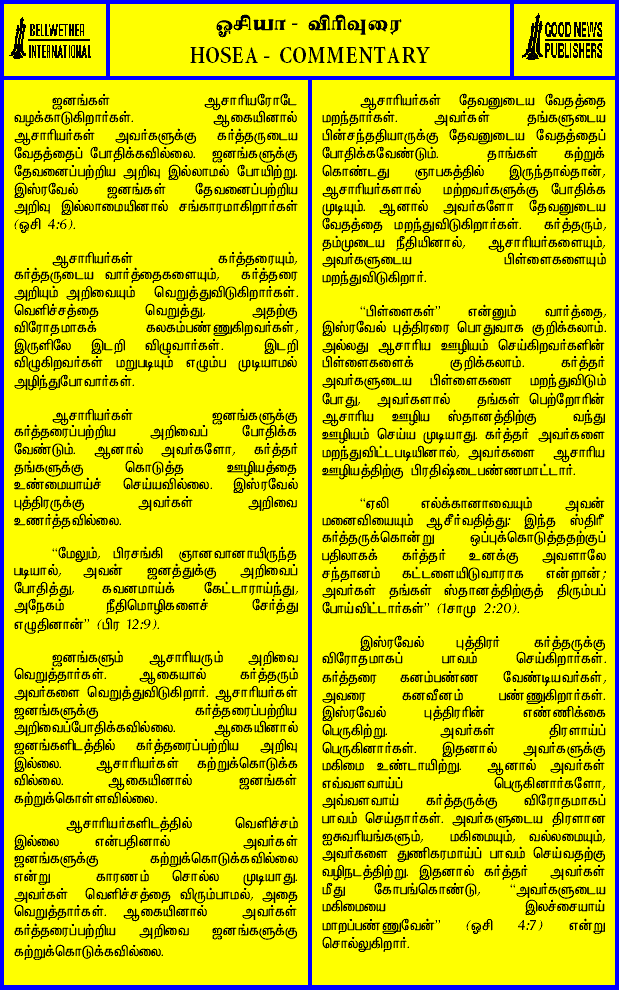 BELLWETHER
INTERNATIONAL
ஓசியா - விரிவுரை
HOSEA - COMMENTARY
GOOD NEWS
PUBLISHERS
ஜனங்கள் ஆசாரியரோடே
வழக்காடுகிறார்கள். ஆகையினால்
ஆசாரியர்கள் அவர்களுக்கு கர்த்தருடைய
வேதத்தைப் போதிக்கவில்லை. ஜனங்களுக்கு
தேவனைப்பற்றிய அறிவு இல்லாமல் போயிற்று.
இஸ்ரவேல் ஜனங்கள் தேவனைப்பற்றிய
அறிவு இல்லாமையினால் சங்காரமாகிறார்கள்
(ஓசி 4:6).
ஆசாரியர்கள் கர்த்தரையும்,
கர்த்தருடைய வார்த்தைகளையும், கர்த்தரை
அறியும் அறிவையும் வெறுத்துவிடுகிறார்கள்.
வெளிச்சத்தை வெறுத்து, அதற்கு
விரோதமாகக் கலகம்பண்ணுகிறவர்கள்,
இருளிலே இடறி விழுவார்கள். இடறி
விழுகிறவர்கள் மறுபடியும் எழும்ப முடியாமல்
அழிந்துபோவார்கள்.
ஆசாரியர்கள் ஜனங்களுக்கு
கர்த்தரைப்பற்றிய அறிவைப் போதிக்க
வேண்டும். ஆனால் அவர்களோ, கர்த்தர்
தங்களுக்கு கொடுத்த ஊழியத்தை
உண்மையாய்ச் செய்யவில்லை. இஸ்ரவேல்
புத்திரருக்கு அவர்கள் அறிவை
உணர்த்தவில்லை.
“மேலும், பிரசங்கி ஞானவானாயிருந்த
படியால், அவன் ஜனத்துக்கு அறிவைப்
போதித்து, கவனமாய்க் கேட்டாராய்ந்து,
அநேகம் நீதிமொழிகளைச் சேர்த்து
எழுதினான்” (பிர 12:9).
ஜனங்களும் ஆசாரியரும் அறிவை
வெறுத்தார்கள். ஆகையால் கர்த்தரும்
அவர்களை வெறுத்துவிடுகிறார். ஆசாரியர்கள்
ஜனங்களுக்கு கர்த்தரைப்பற்றிய
அறிவைப்போதிக்கவில்லை. ஆகையினால்
ஜனங்களிடத்தில் கர்த்தரைப்பற்றிய அறிவு
இல்லை. ஆசாரியர்கள் கற்றுக்கொடுக்க
வில்லை. ஆகையினால் ஜனங்கள்
கற்றுக்கொள்ளவில்லை.
ஆசாரியர்களிடத்தில் வெளிச்சம்
இல்லை என்பதினால் அவர்கள்
ஜனங்களுக்கு கற்றுக்கொடுக்கவில்லை
என்று காரணம் சொல்ல முடியாது.
அவர்கள் வெளிச்சத்தை விரும்பாமல், அதை
வெறுத்தார்கள். ஆகையினால் அவர்கள்
கர்த்தரைப்பற்றிய அறிவை ஜனங்களுக்கு
கற்றுக்கொடுக்கவில்லை.
ஆசாரியர்கள் தேவனுடைய வேதத்தை
மறந்தார்கள். அவர்கள் தங்களுடைய
பின்சந்ததியாருக்கு தேவனுடைய வேதத்தைப்
போதிக்கவேண்டும். தாங்கள் கற்றுக்
கொண்டது ஞாபகத்தில் இருந்தால்தான்,
ஆசாரியர்களால் மற்றவர்களுக்கு போதிக்க
முடியும். ஆனால் அவர்களோ தேவனுடைய
வேதத்தை மறந்துவிடுகிறார்கள். கர்த்தரும்,
தம்முடைய நீதியினால், ஆசாரியர்களையும்,
அவர்களுடைய பிள்ளைகளையும்
மறந்துவிடுகிறார்.
“பிள்ளைகள்” என்னும் வார்த்தை,
இஸ்ரவேல் புத்திரரை பொதுவாக குறிக்கலாம்.
அல்லது ஆசாரிய ஊழியம் செய்கிறவர்களின்
பிள்ளைகளைக் குறிக்கலாம். கர்த்தர்
அவர்களுடைய பிள்ளைகளை மறந்துவிடும்
போது, அவர்களால் தங்கள் பெற்றோரின்
ஆசாரிய ஊழிய ஸ்தானத்திற்கு வந்து
ஊழியம் செய்ய முடியாது. கர்த்தர் அவர்களை
மறந்துவிட்டபடியினால், அவர்களை ஆசாரிய
ஊழியத்திற்கு பிரதிஷ்டைபண்ணமாட்டார்.
“ஏலி எல்க்கானாவையும் அவன்
மனைவியையும் ஆசீர்வதித்து: இந்த ஸ்திரீ
கர்த்தருக்கென்று ஒப்புக்கொடுத்ததற்குப்
பதிலாகக் கர்த்தர் உனக்கு அவளாலே
சந்தானம் கட்டளையிடுவாராக என்றான்;
அவர்கள் தங்கள் ஸ்தானத்திற்குத் திரும்பப்
போய்விட்டார்கள்” (1சாமு 2:20).
இஸ்ரவேல் புத்திரர் கர்த்தருக்கு
விரோதமாகப் பாவம் செய்கிறார்கள்.
கர்த்தரை கனம்பண்ண வேண்டியவர்கள்,
அவரை கனவீனம் பண்ணுகிறார்கள்.
இஸ்ரவேல் புத்திரரின் எண்ணிக்கை
பெருகிற்று. அவர்கள் திரளாய்ப்
பெருகினார்கள். இதனால் அவர்களுக்கு
மகிமை உண்டாயிற்று. ஆனால் அவர்கள்
எவ்வளவாய்ப் பெருகினார்களோ,
அவ்வளவாய் கர்த்தருக்கு விரோதமாகப்
பாவம் செய்தார்கள். அவர்களுடைய திரளான
ஐசுவரியங்களும், மகிமையும், வல்லமையும்,
அவர்களை துணிகரமாய்ப் பாவம் செய்வதற்கு
வழிநடத்திற்று. இதனால் கர்த்தர் அவர்கள்
மீது கோபங்கொண்டு, “அவர்களுடைய
மகிமையை இலச்சையாய்
மாறப்பண்ணுவேன்” (ஓசி 4:7) என்று
சொல்லுகிறார்.